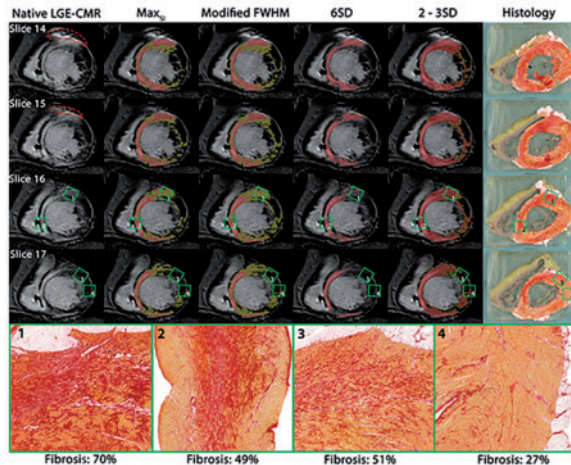 Native LGE-CMR Max_SI Modified FWHM 6SD 2 - 3SD Histology
Slice 14
Slice 15
Slice 16
Slice 17
1 2 3 4
Fibrosis: 70% Fibrosis: 49% Fibrosis: 51% Fibrosis: 27%